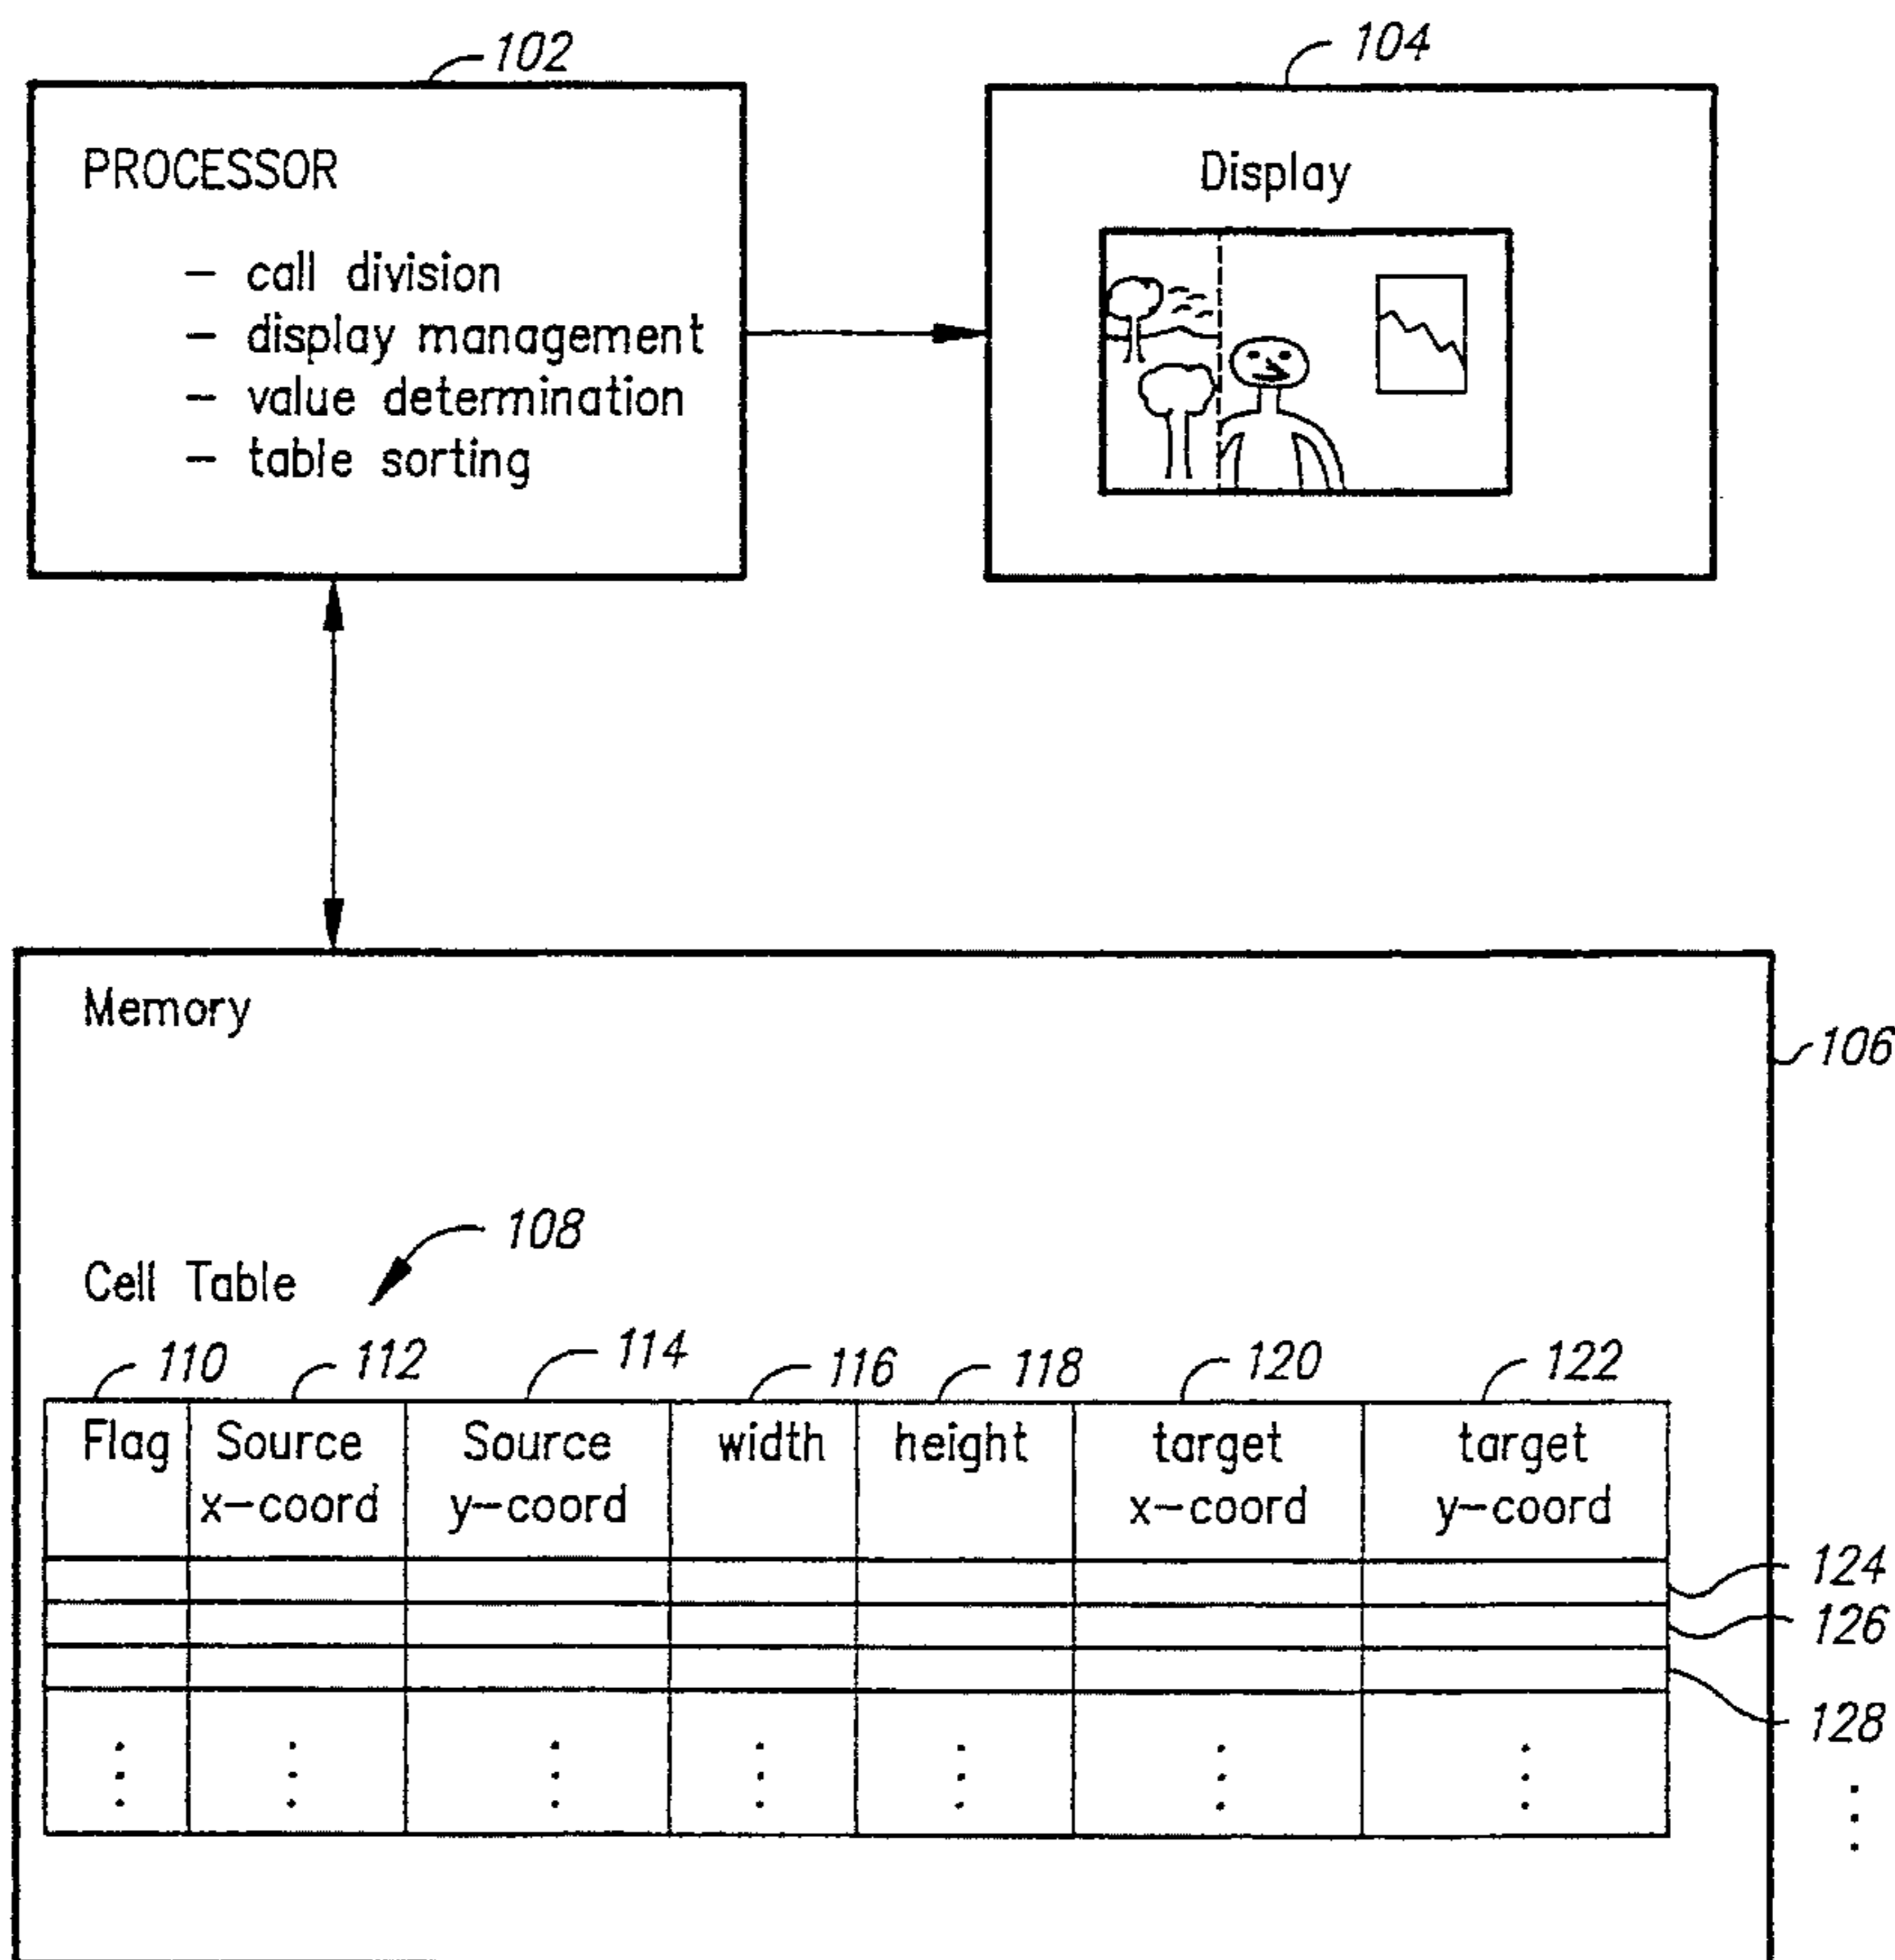 102
PROCESSOR
– call division
– display management
– value determination
– table sorting
104
Display
Memory
106
108
Cell Table
110 112 114 116 118 120 122
Flag Source x-coord Source y-coord width height target x-coord target y-coord
124
126
128